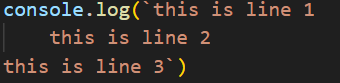 console.log(`this is line 1
    this is line 2
this is line 3`)